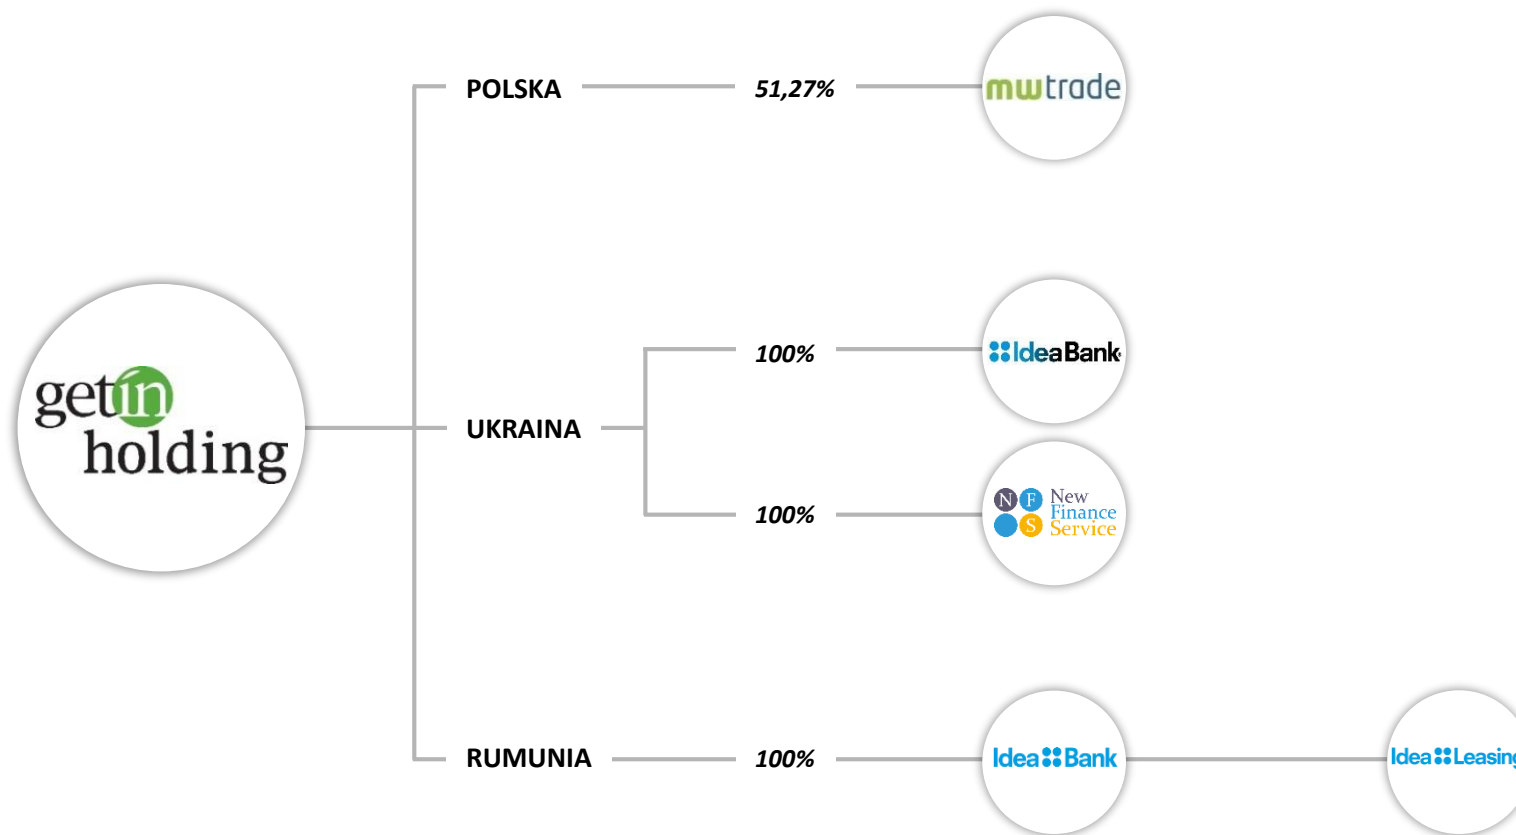 POLSKA
51,27%
mwtrade
getin
holding
UKRAINA
100%
IdeaBank
100%
N F S
New
Finance
Service
RUMUNIA
100%
Idea Bank
Idea Leasing